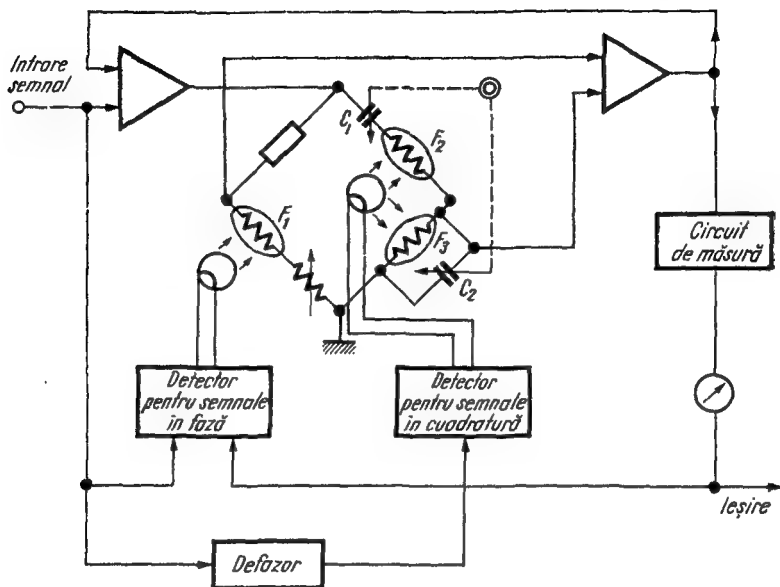 Intrare
semnal
C1
F2
F1
F3
C2
Circuit
de măsură
Detector
pentru semnale
în fază
Detector
pentru semnale
în cuadratură
Ieșire
Defazor